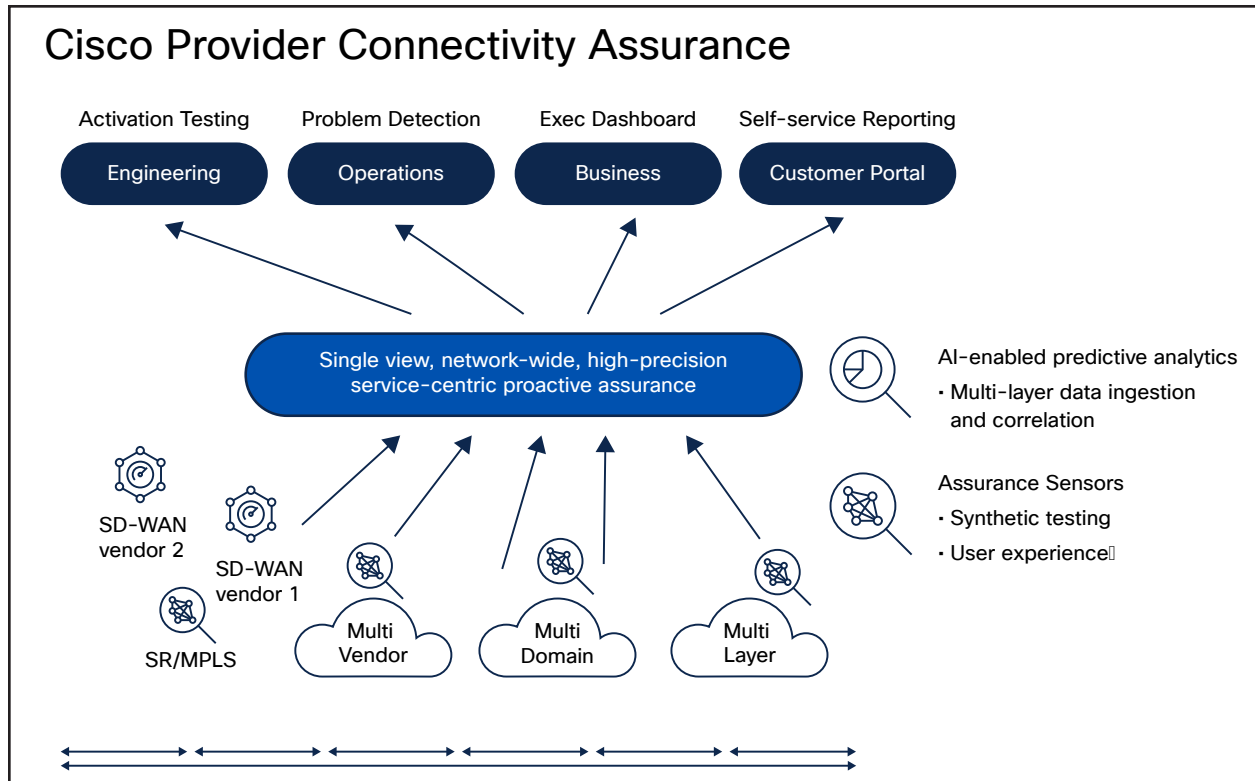 Cisco Provider Connectivity Assurance
Activation Testing
Problem Detection
Exec Dashboard
Self-service Reporting
Engineering
Operations
Business
Customer Portal
Single view, network-wide, high-precision
service-centric proactive assurance
AI-enabled predictive analytics
· Multi-layer data ingestion
and correlation
Assurance Sensors
· Synthetic testing
· User experience
SD-WAN
vendor 2
SD-WAN
vendor 1
SR/MPLS
Multi
Vendor
Multi
Domain
Multi
Layer